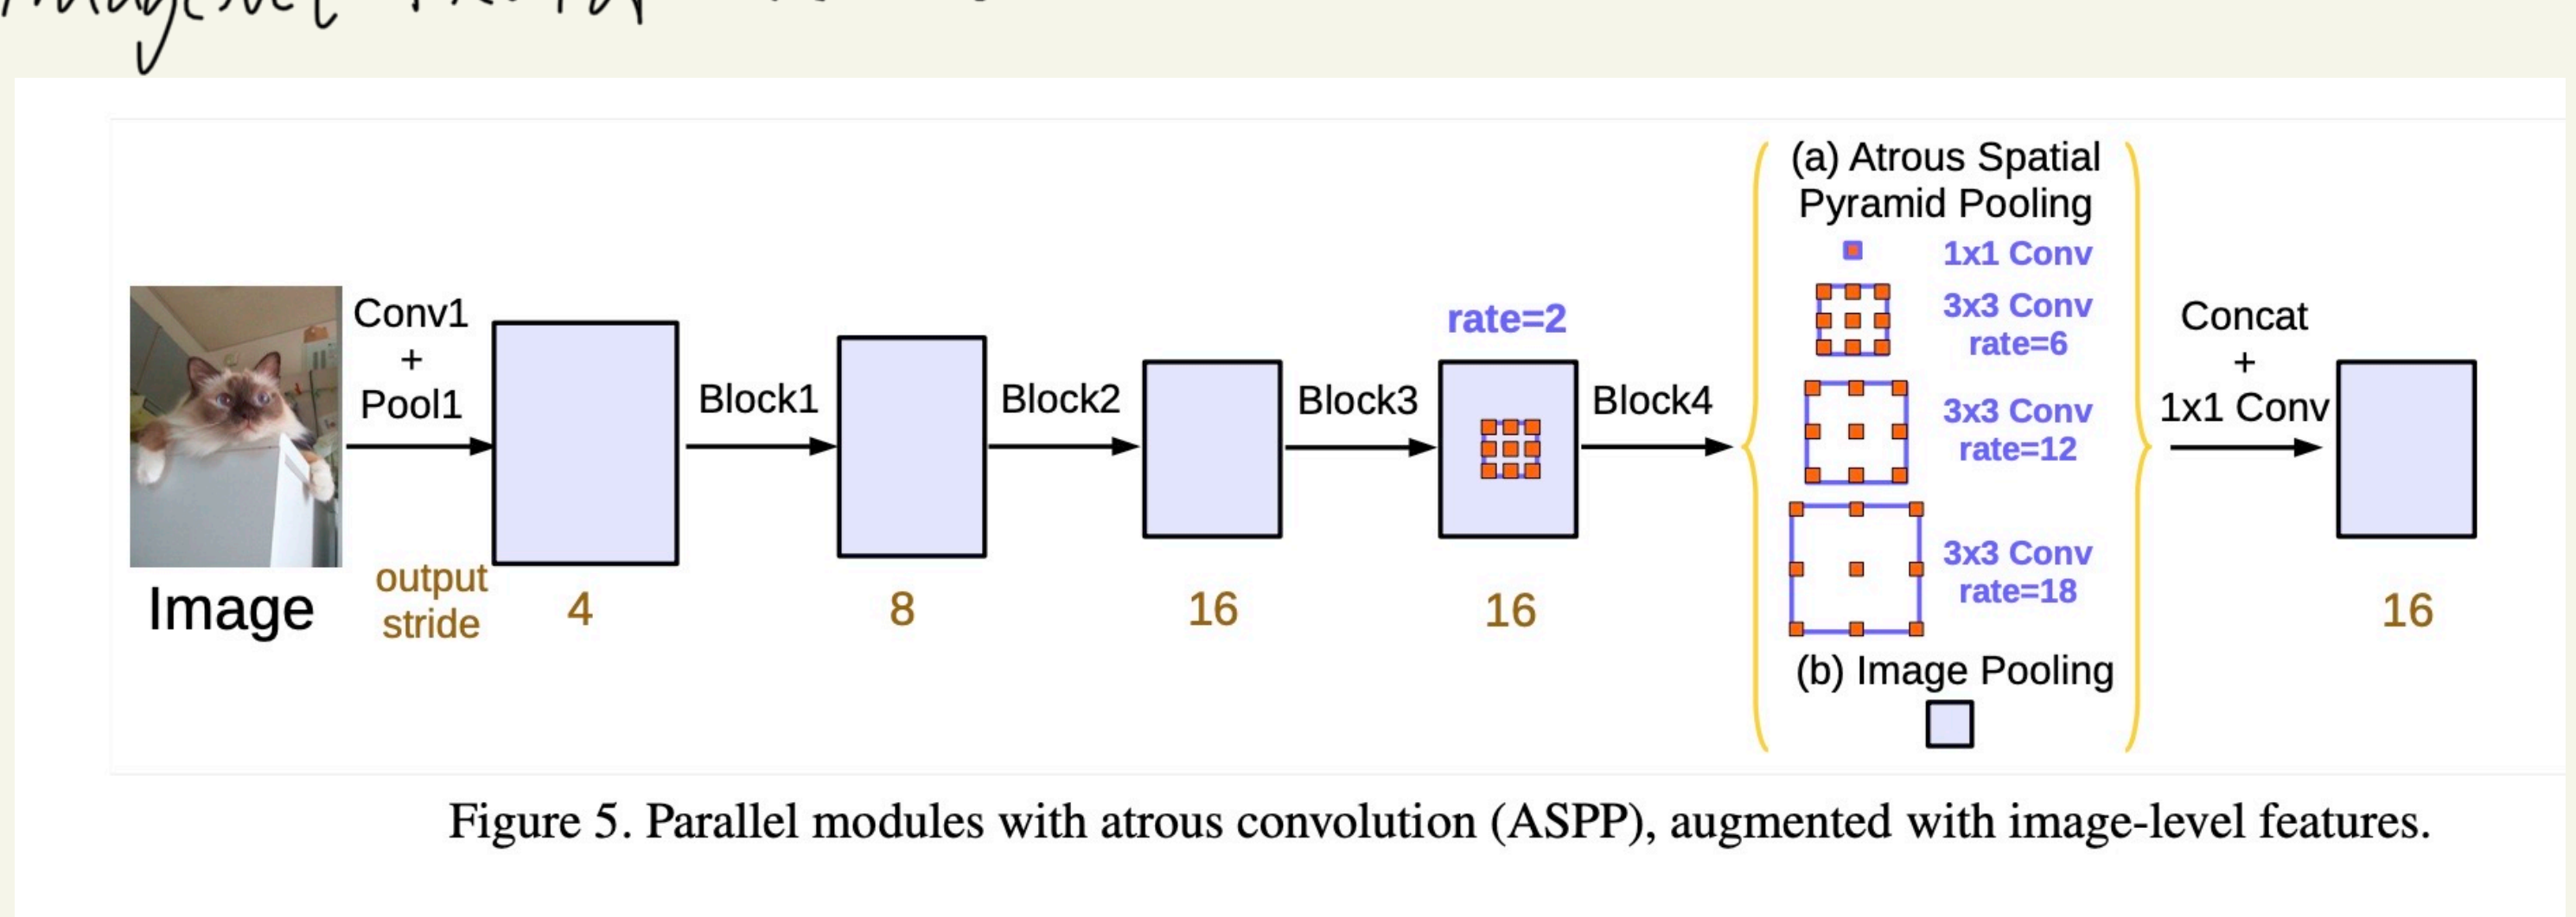 Conv1
+
Pool1
Image
output
stride
4
Block1
8
Block2
16
Block3
rate=2
16
Block4
(a) Atrous Spatial
Pyramid Pooling
1x1 Conv
3x3 Conv
rate=6
3x3 Conv
rate=12
3x3 Conv
rate=18
(b) Image Pooling
Concat
+
1x1 Conv
16
Figure 5. Parallel modules with atrous convolution (ASPP), augmented with image-level features.